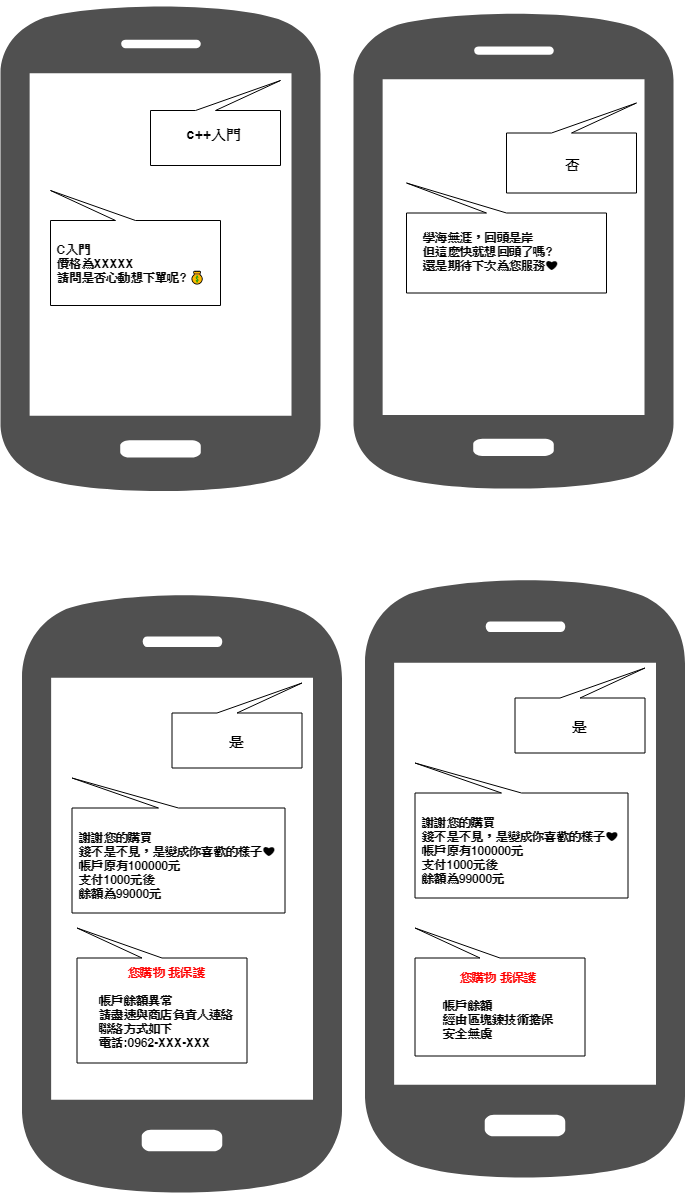 C++入門
C入門
價格為XXXXX
請問是否心動想下單呢?💰
否
學海無涯，回頭是岸
但這麼快就想回頭了嗎?
還是期待下次為您服務♥
是
謝謝您的購買
錢不是不見，是變成你喜歡的樣子♥
帳戶原有100000元
支付1000元後
餘額為99000元
您購物 我保護
帳戶餘額異常
請盡速與商店負責人連絡
聯絡方式如下
電話:0962-XXX-XXX
是
謝謝您的購買
錢不是不見，是變成你喜歡的樣子♥
帳戶原有100000元
支付1000元後
餘額為99000元
您購物 我保護
帳戶餘額
經由區塊鍊技術擔保
安全無虞